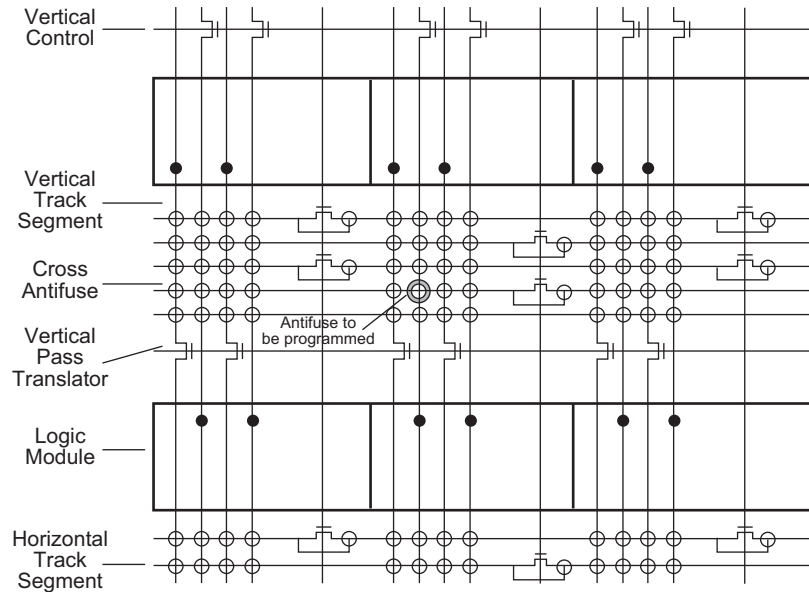 Vertical
Control
Vertical
Track
Segment
Cross
Antifuse
Antifuse to
be programmed
Vertical
Pass
Translator
Logic
Module
Horizontal
Track
Segment